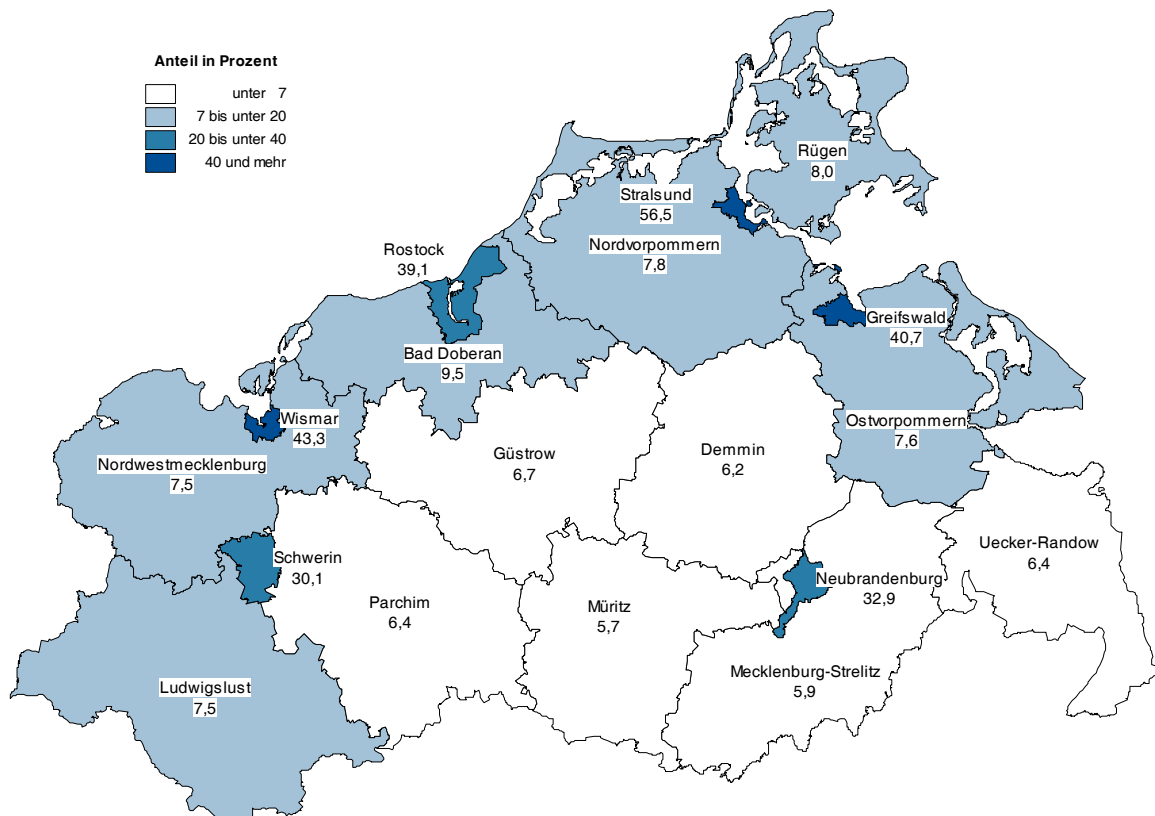 Anteil in Prozent
unter 7
7 bis unter 20
20 bis unter 40
40 und mehr
Rügen
8,0
Stralsund
56,5
Nordvorpommern
7,8
Rostock
39,1
Greifswald
40,7
Bad Doberan
9,5
Wismar
43,3
Ostvorpommern
7,6
Nordwestmecklenburg
7,5
Güstrow
6,7
Demmin
6,2
Uecker-Randow
6,4
Schwerin
30,1
Neubrandenburg
32,9
Parchim
6,4
Müritz
5,7
Mecklenburg-Strelitz
5,9
Ludwigslust
7,5